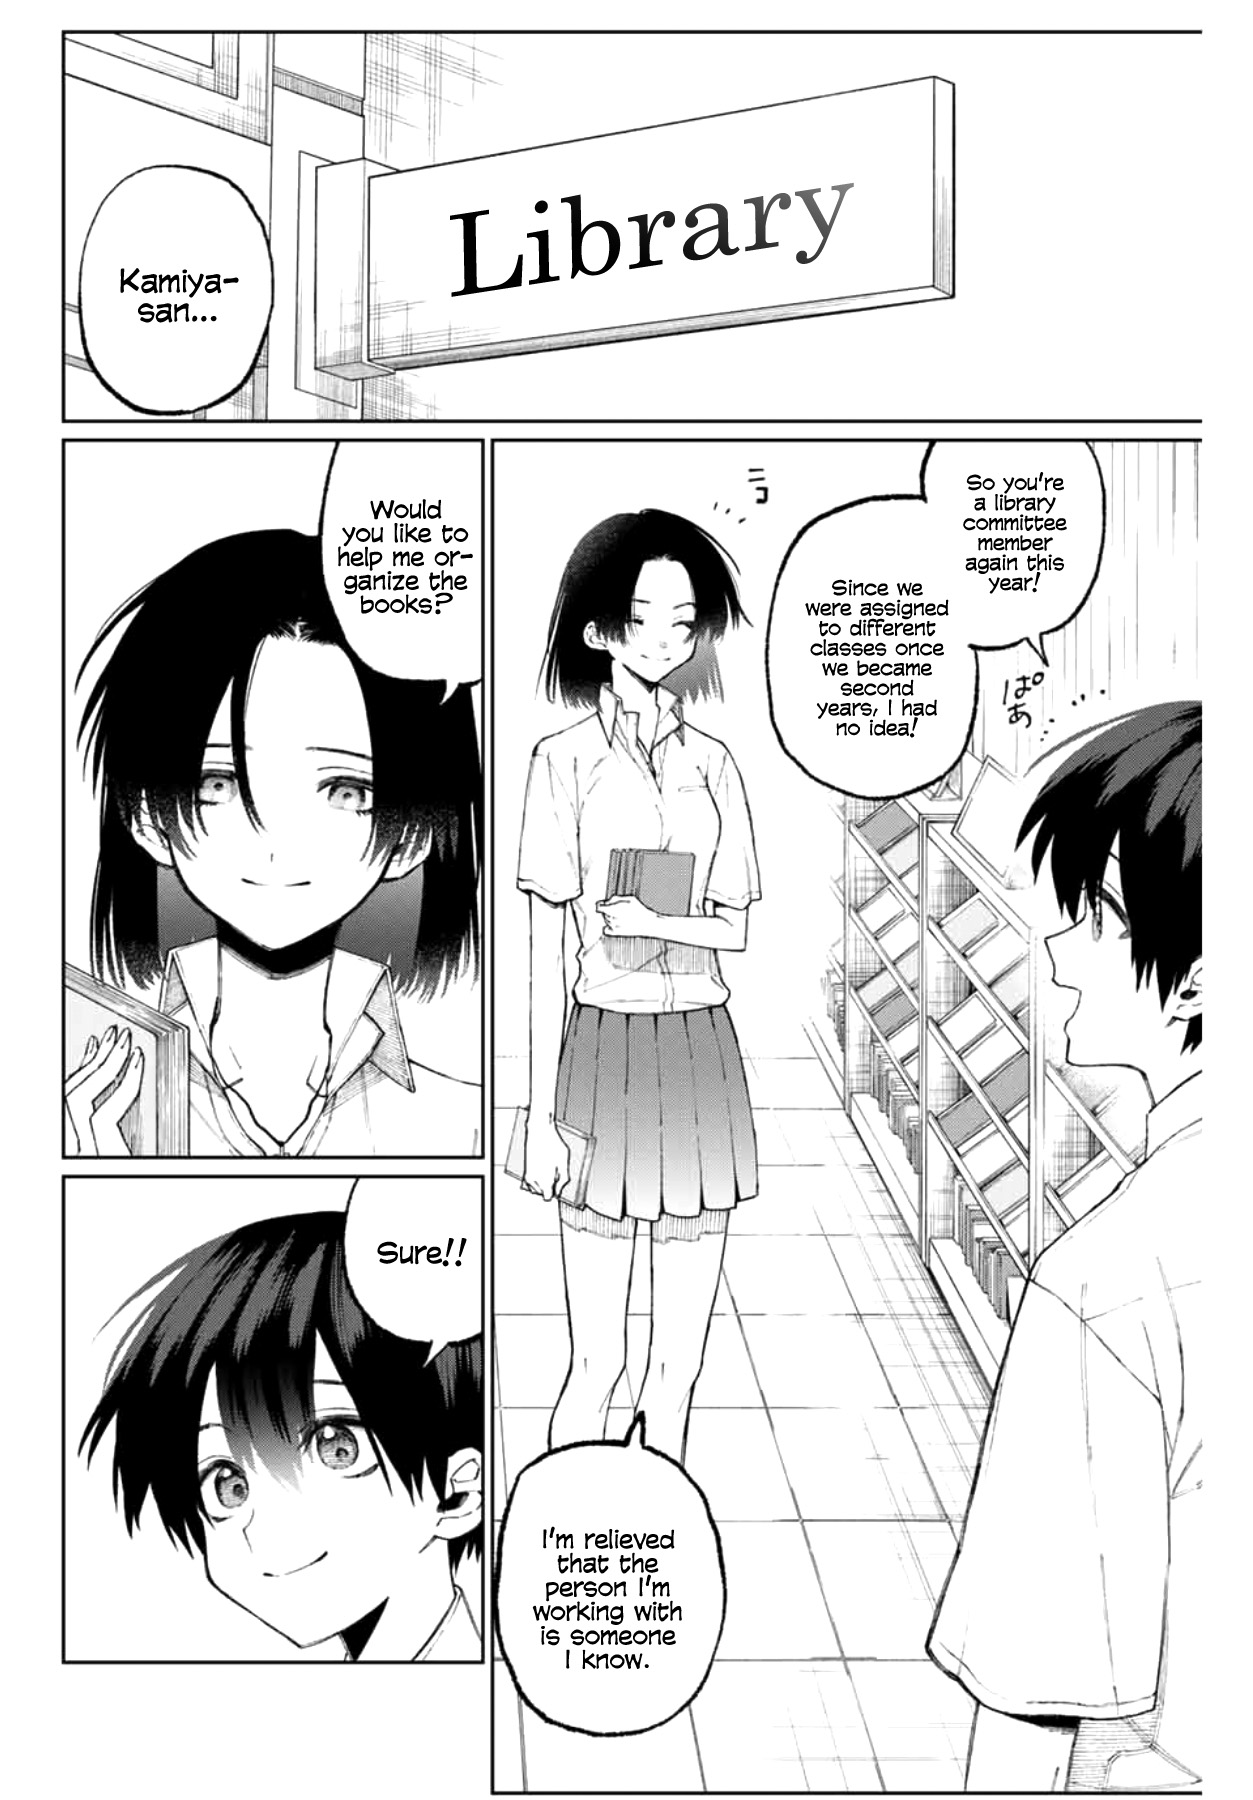 Library
Kamiya-
san...
So you're
a library
committee
member
again this
year!
Since we
were assigned
to different
classes once
we became
second
years, I had
no idea!
ニコ
ぱあ
I'm relieved
that the
person I'm
working with
is someone
I know.
Would
you like to
help me or-
ganize the
books?
Sure!!